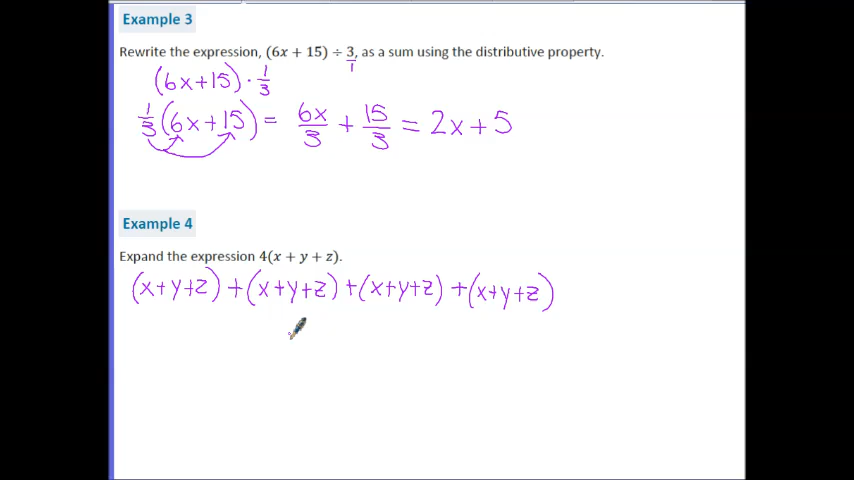 Example 3
Rewrite the expression, (6x + 15) ÷ 3, as a sum using the distributive property.
(6x+15) · 1/3
1/3 (6x+15) = 6x/3 + 15/3 = 2x + 5
Example 4
Expand the expression 4(x + y + z).
(x+y+z) + (x+y+z) + (x+y+z) + (x+y+z)